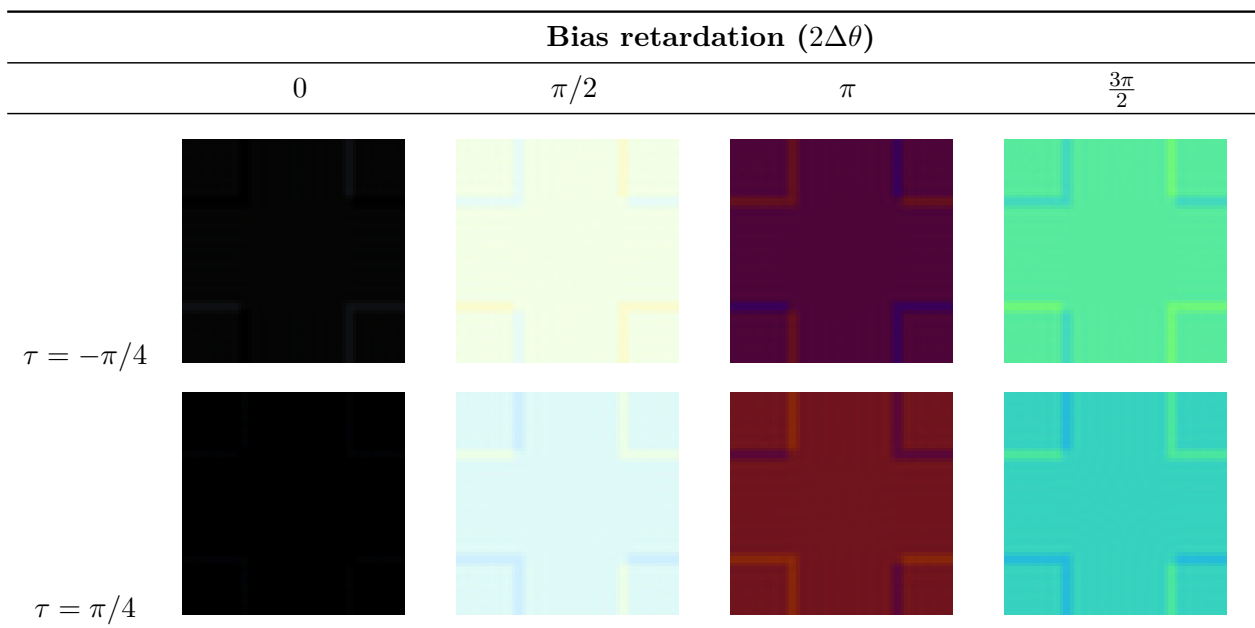 Bias retardation (2Δθ)
0 π/2 π 3π/2
τ = −π/4
τ = π/4